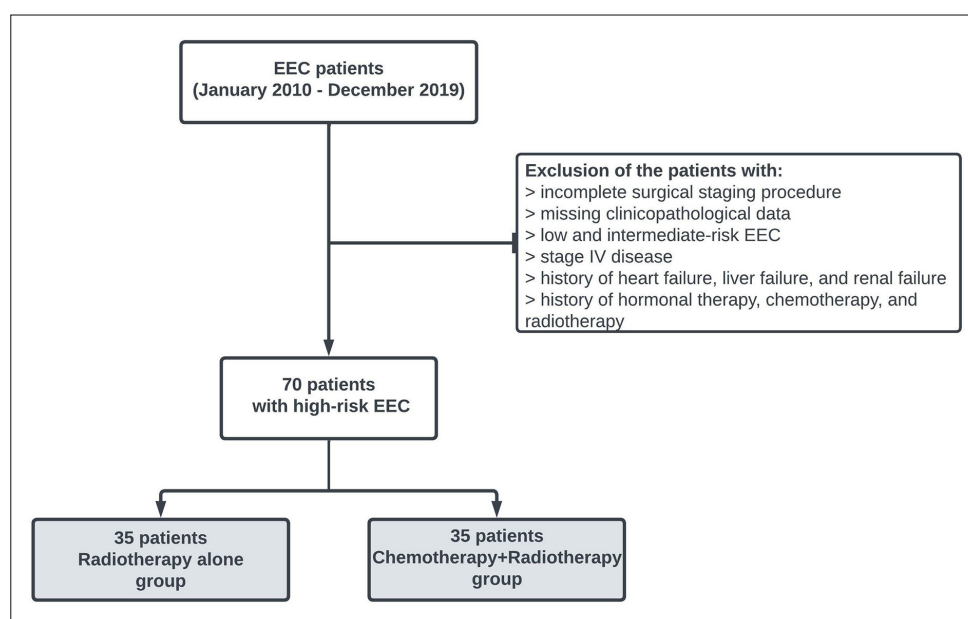 EEC patients
(January 2010 - December 2019)
Exclusion of the patients with:
> incomplete surgical staging procedure
> missing clinicopathological data
> low and intermediate-risk EEC
> stage IV disease
> history of heart failure, liver failure, and renal failure
> history of hormonal therapy, chemotherapy, and
radiotherapy
70 patients
with high-risk EEC
35 patients
Radiotherapy alone
group
35 patients
Chemotherapy+Radiotherapy
group